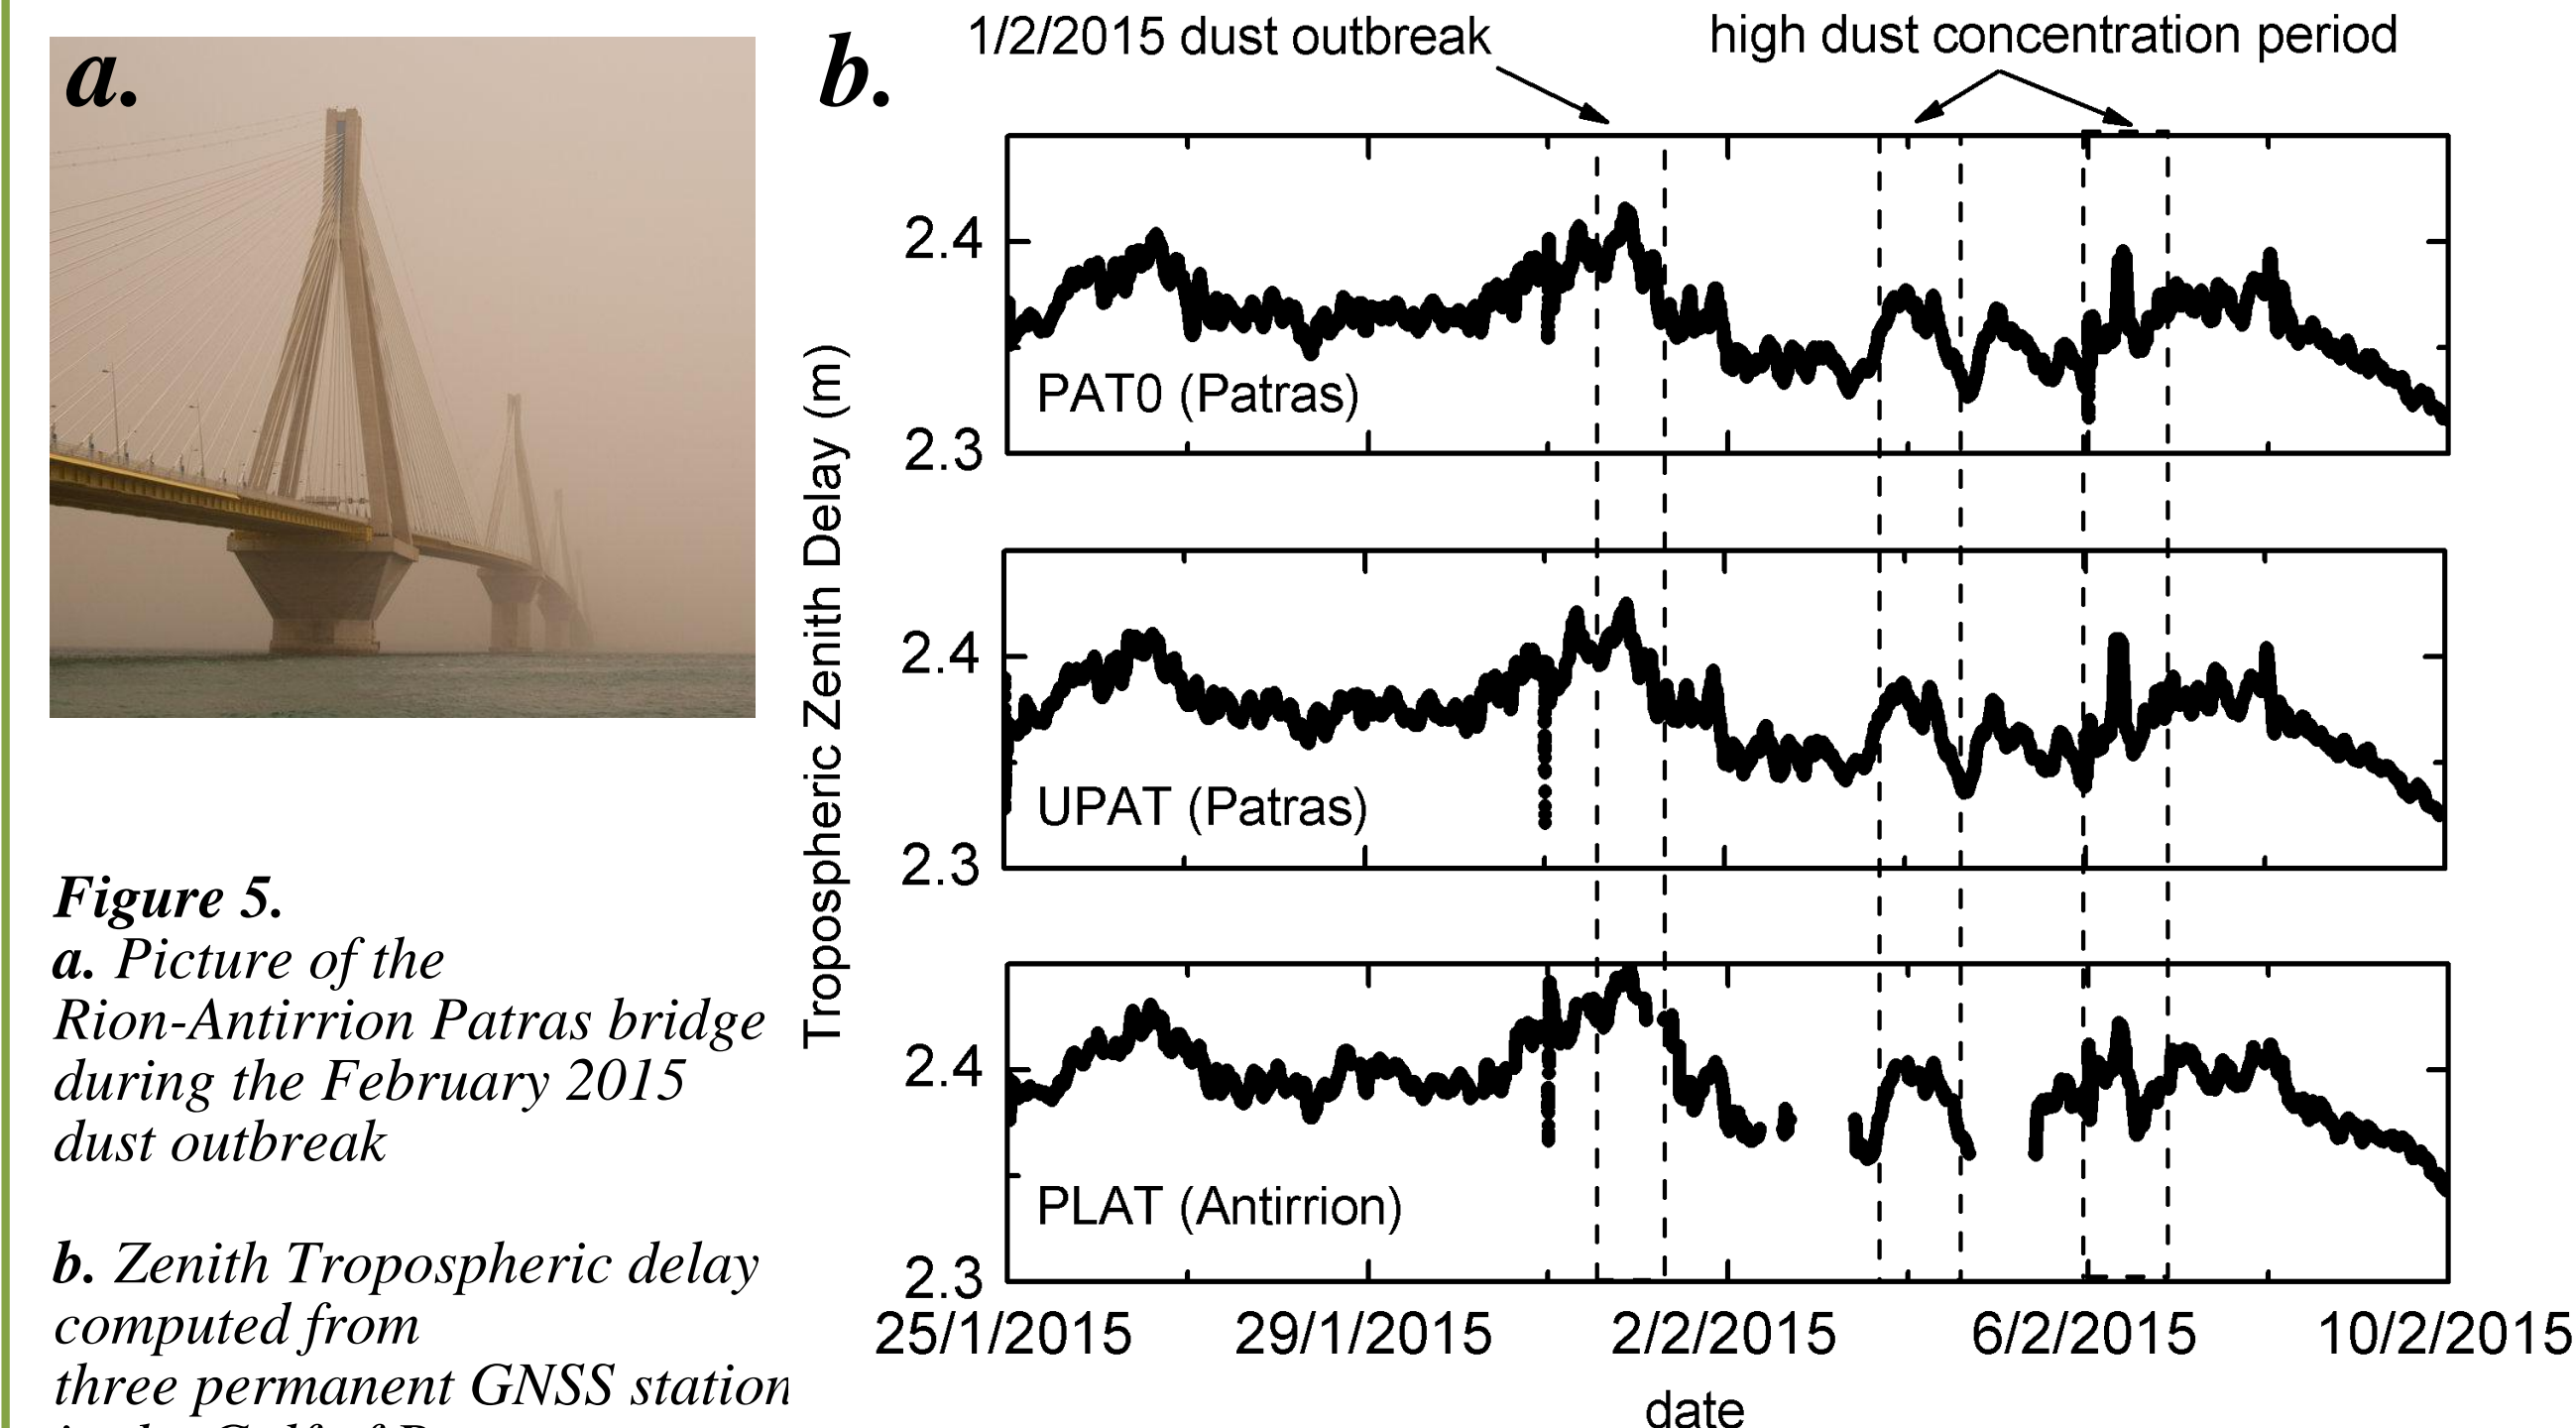 a.
b.
1/2/2015 dust outbreak
high dust concentration period
Tropospheric Zenith Delay (m)
2.4
2.3
PAT0 (Patras)
2.4
2.3
UPAT (Patras)
2.4
2.3
PLAT (Antirrion)
25/1/2015 29/1/2015 2/2/2015 6/2/2015 10/2/2015
date
Figure 5.
a. Picture of the
Rion-Antirrion Patras bridge
during the February 2015
dust outbreak
b. Zenith Tropospheric delay
computed from
three permanent GNSS station